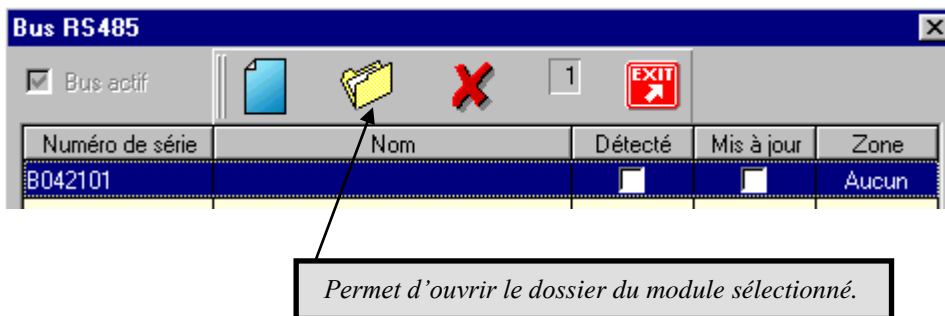 Bus RS485
Bus actif
1
EXIT
Numéro de série Nom Détecté Mis à jour Zone
B042101 Aucun
Permet d'ouvrir le dossier du module sélectionné.